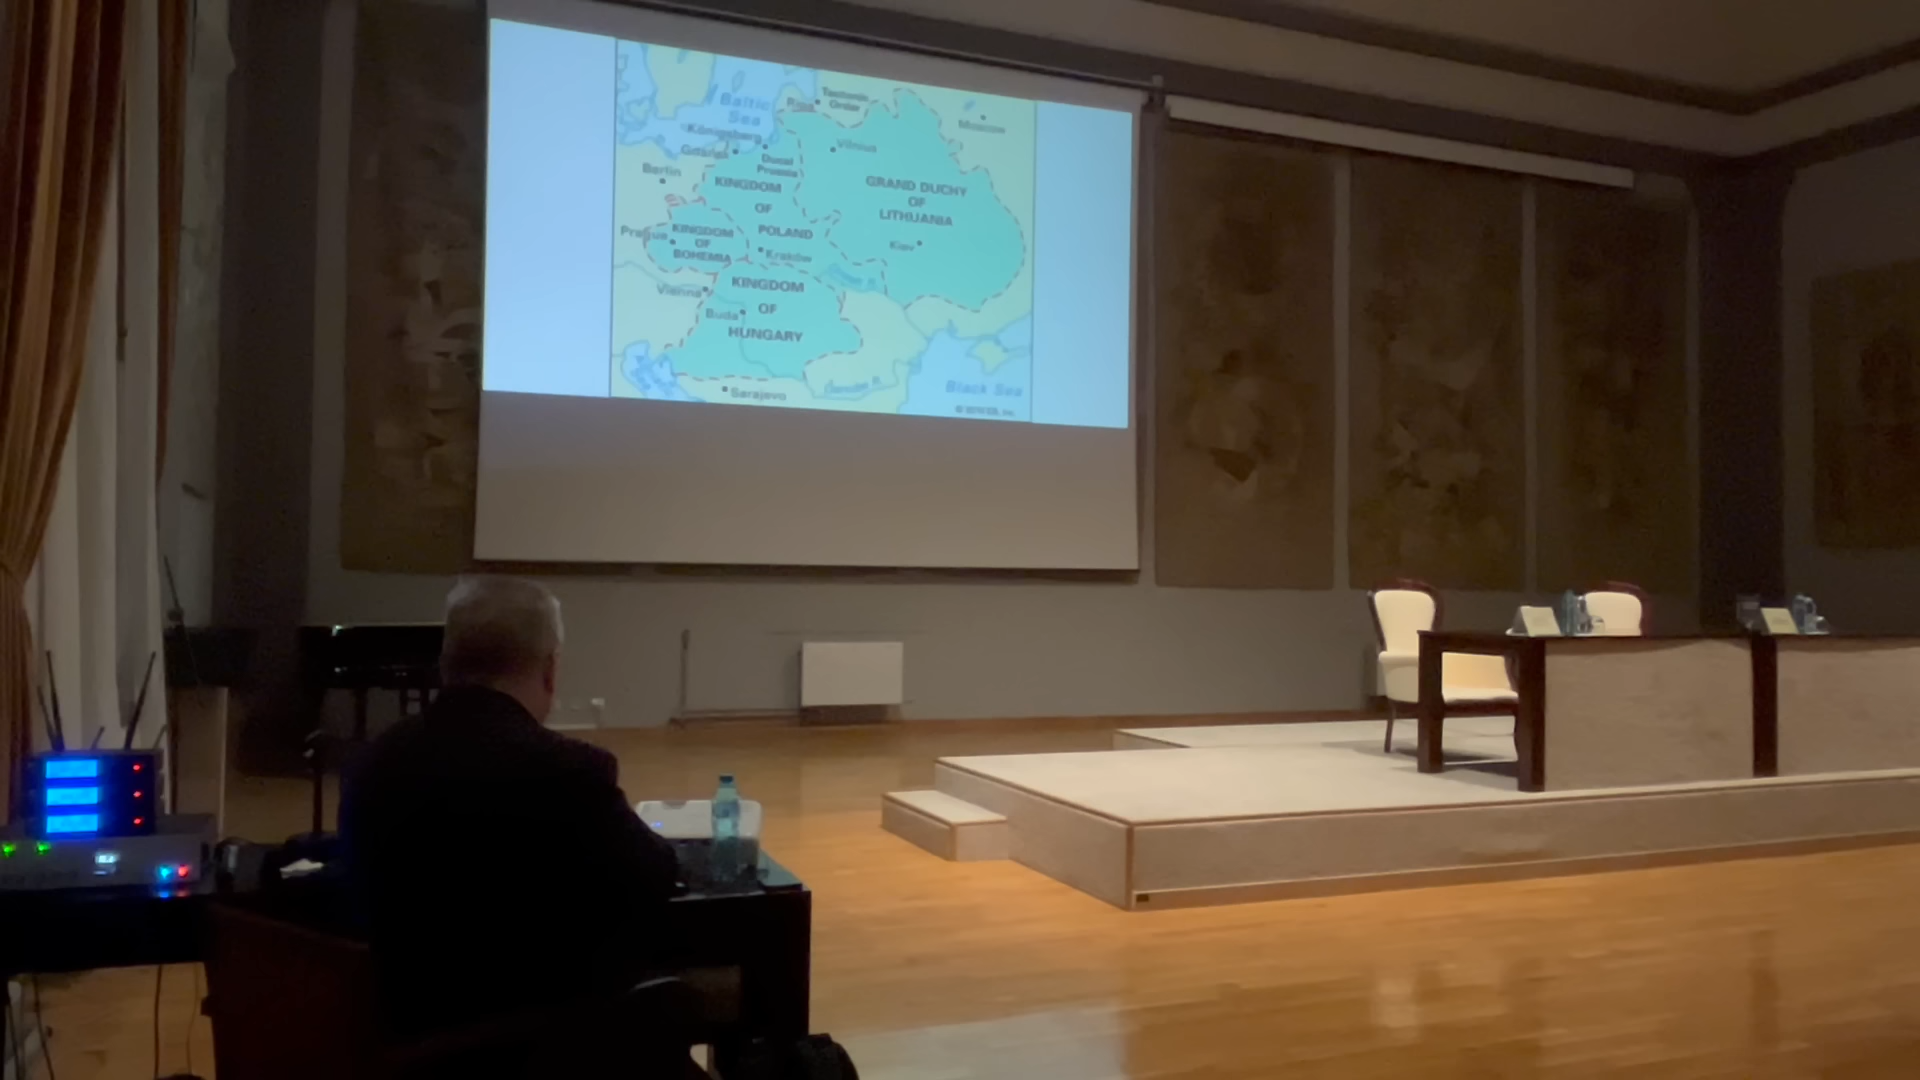 Baltic
Sea
Riga
Teutonic
Order
Moscow
Königsberg
Gdańsk
Vilnius
Berlin
Ducal
Prussia
KINGDOM
OF
POLAND
GRAND DUCHY
OF
LITHUANIA
Prague
KINGDOM
OF
BOHEMIA
Kraków
Kiev
Vienna
KINGDOM
OF
HUNGARY
Buda
Sarajevo
Danube R.
Black Sea